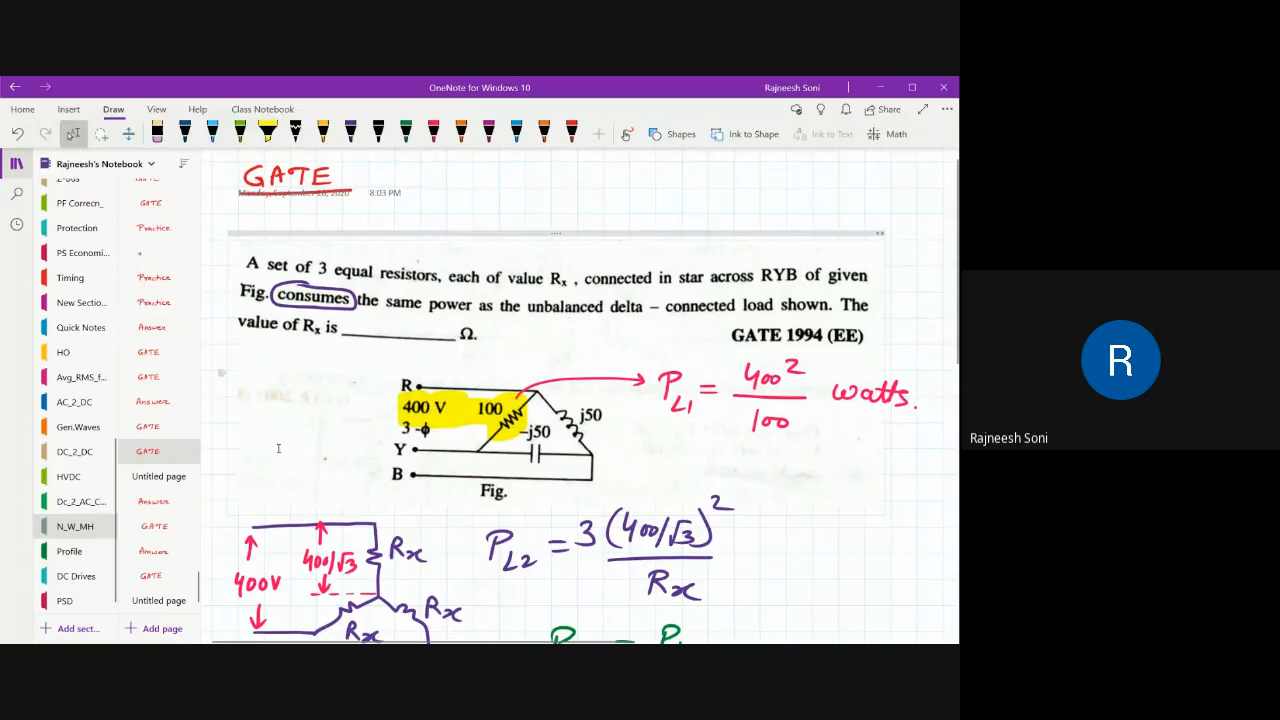 OneNote for Windows 10
Rajneesh Soni
Home Insert Draw View Help Class Notebook
Share
Shapes Ink to Shape Ink to Text Math
Rajneesh's Notebook
GATE
8:03 PM
PF Correcn_ GATE
Protection Practice
PS Economi...
Timing Practice
New Sectio... Practice
Quick Notes Answer
HO GATE
Avg_RMS_f... GATE
AC_2_DC Answer
Gen.Waves GATE
DC_2_DC GATE
HVDC Untitled page
Dc_2_AC_C... Answer
N_W_MH GATE
Profile Answer
DC Drives GATE
PSD Untitled page
Add sect... Add page
A set of 3 equal resistors, each of value Rx , connected in star across RYB of given
Fig. consumes the same power as the unbalanced delta – connected load shown. The
value of Rx is ____________ Ω.
GATE 1994 (EE)
R
400 V 100 j50
3 -ϕ -j50
Y
B
Fig.
PL1 = 400² / 100 watts.
PL2 = 3 (400/√3)² / Rx
400V 400/√3 Rx
Rx
Rx
R
Rajneesh Soni